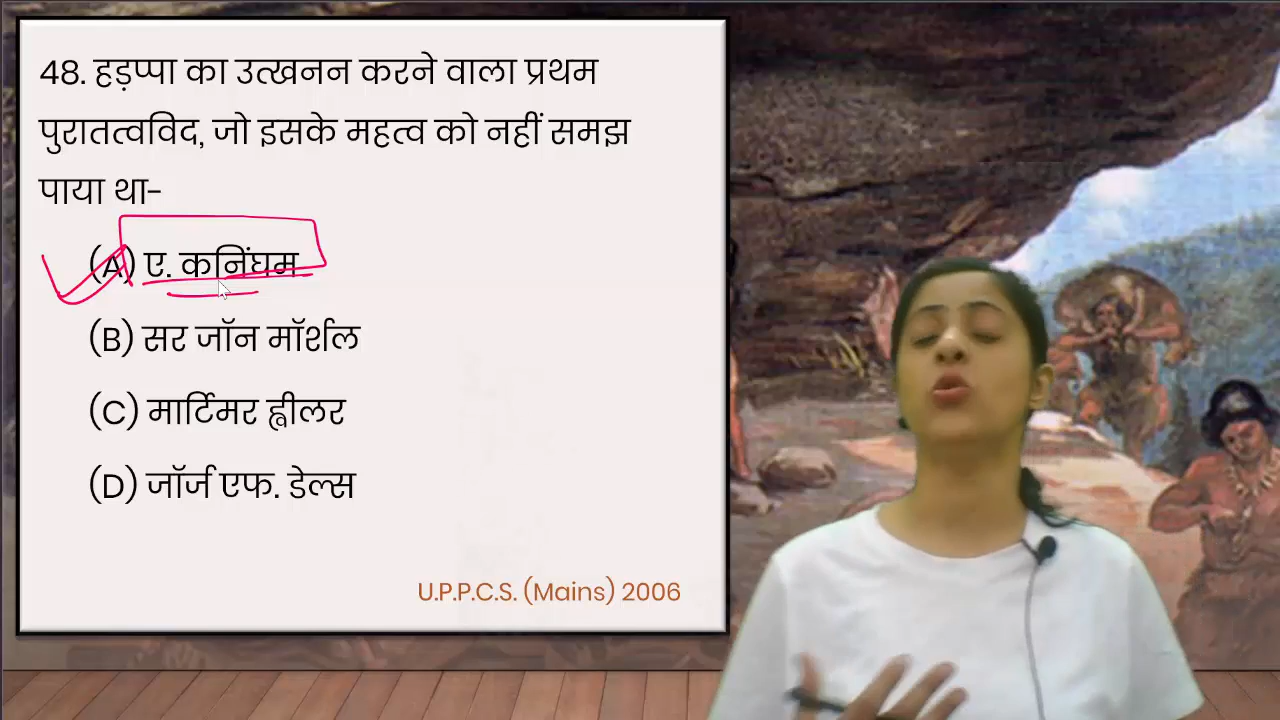 48. हड़प्पा का उत्खनन करने वाला प्रथम
पुरातत्वविद, जो इसके महत्व को नहीं समझ
पाया था-
(A) ए. कनिंघम
(B) सर जॉन मॉर्शल
(C) मार्टिमर ह्वीलर
(D) जॉर्ज एफ. डेल्स
U.P.P.C.S. (Mains) 2006